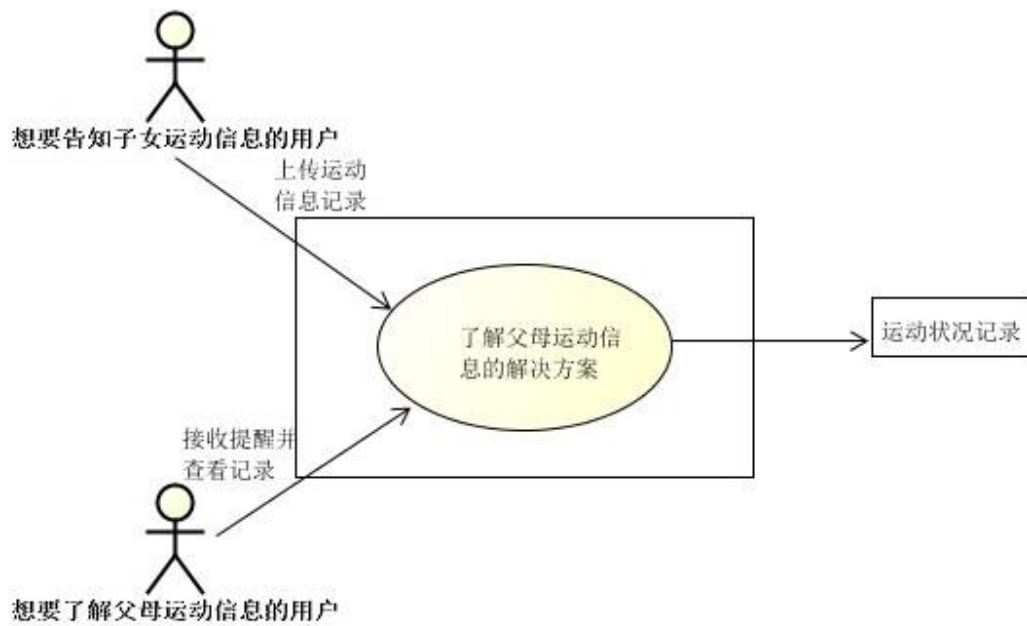 想要告知子女运动信息的用户
上传运动
信息记录
了解父母运动信
息的解决方案
运动状况记录
接收提醒并
查看记录
想要了解父母运动信息的用户